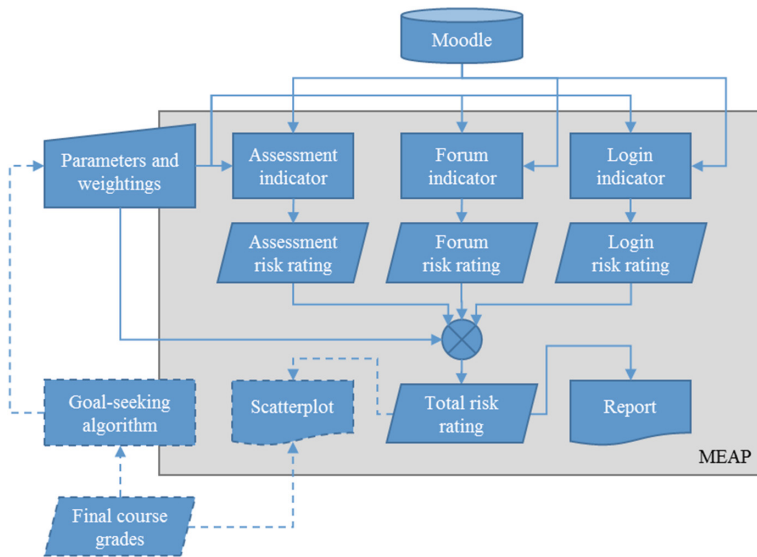 Moodle
Parameters and
weightings
Assessment
indicator
Forum
indicator
Login
indicator
Assessment
risk rating
Forum
risk rating
Login
risk rating
Goal-seeking
algorithm
Scatterplot
Total risk
rating
Report
MEAP
Final course
grades